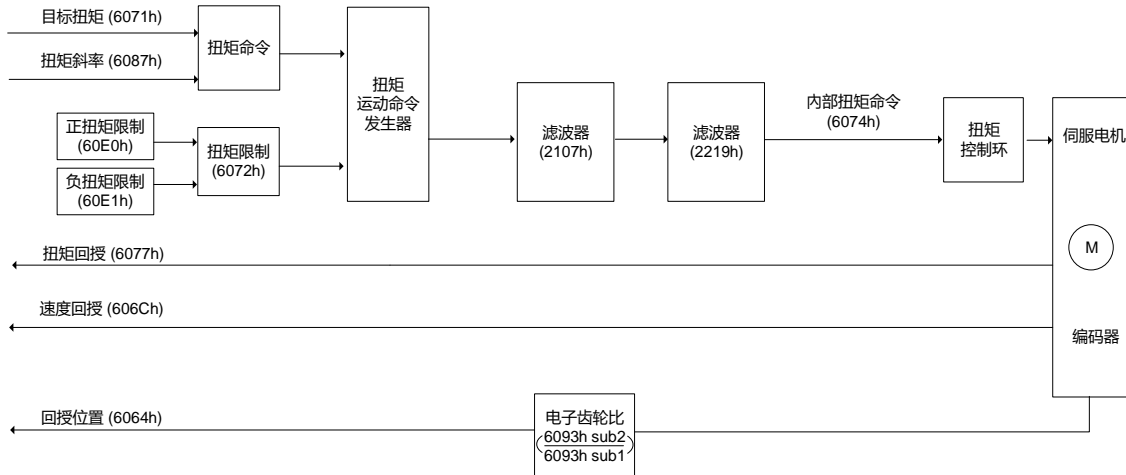 目标扭矩 (6071h)
扭矩斜率 (6087h)
扭矩命令
正扭矩限制
(60E0h)
负扭矩限制
(60E1h)
扭矩限制
(6072h)
扭矩
运动命令
发生器
滤波器
(2107h)
滤波器
(2219h)
内部扭矩命令
(6074h)
扭矩
控制环
伺服电机
M
编码器
扭矩回授 (6077h)
速度回授 (606Ch)
回授位置 (6064h)
电子齿轮比
6093h sub2
6093h sub1